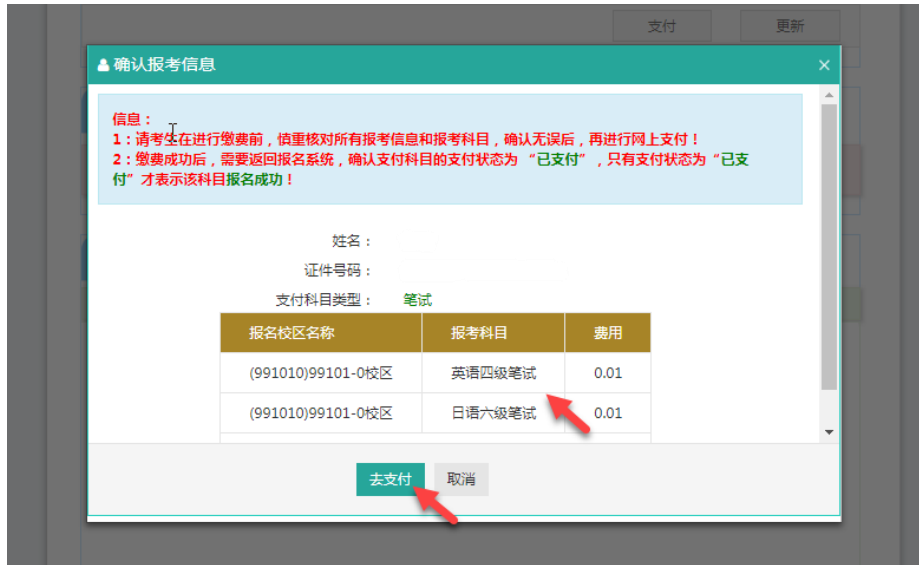 支付 更新
确认报考信息 ×
信息：
1：请考生在进行缴费前，慎重核对所有报考信息和报考科目，确认无误后，再进行网上支付！
2：缴费成功后，需要返回报名系统，确认支付科目的支付状态为“已支付”，只有支付状态为“已支
付”才表示该科目报名成功！
姓名：
证件号码：
支付科目类型： 笔试
报名校区名称 报考科目 费用
(991010)99101-0校区 英语四级笔试 0.01
(991010)99101-0校区 日语六级笔试 0.01
去支付 取消